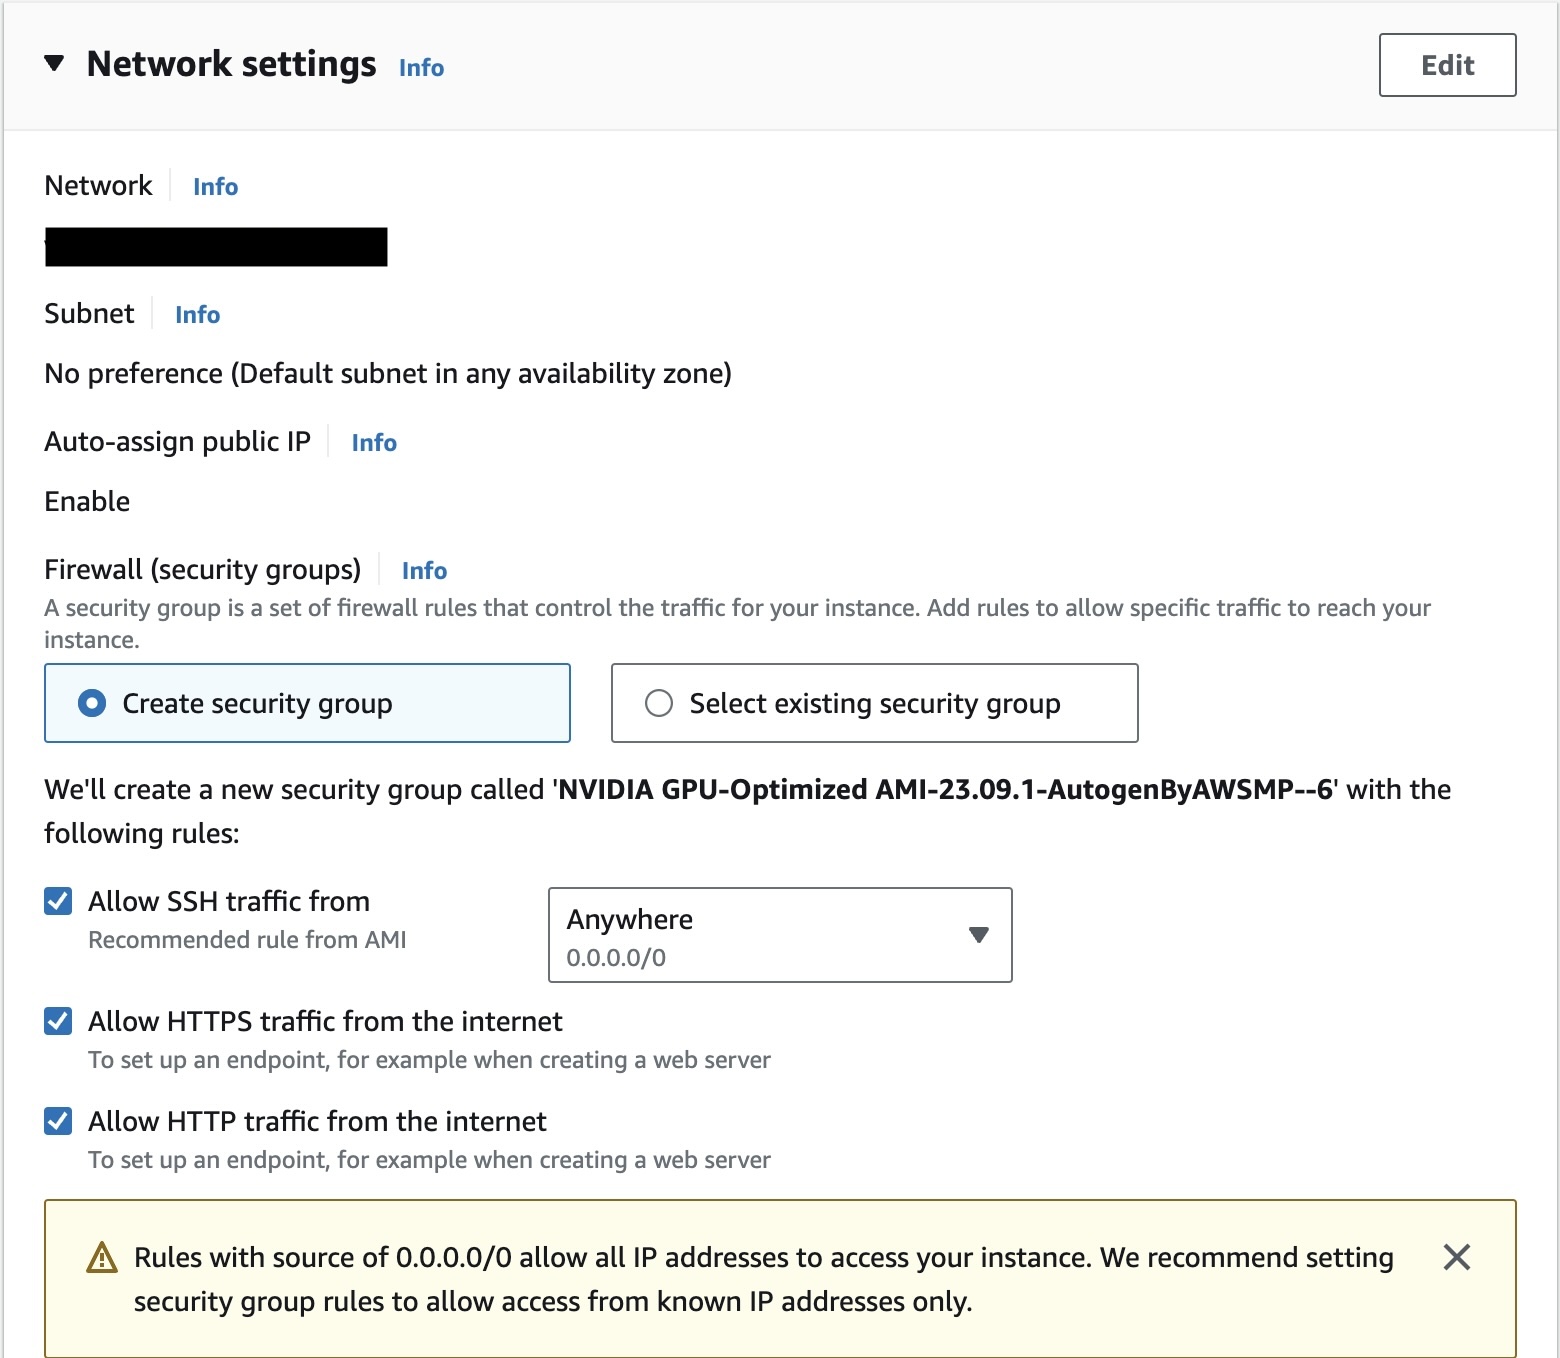 Network settings Info
Edit
Network Info
Subnet Info
No preference (Default subnet in any availability zone)
Auto-assign public IP Info
Enable
Firewall (security groups) Info
A security group is a set of firewall rules that control the traffic for your instance. Add rules to allow specific traffic to reach your
instance.
Create security group
Select existing security group
We'll create a new security group called 'NVIDIA GPU-Optimized AMI-23.09.1-AutogenByAWSMP--6' with the
following rules:
Allow SSH traffic from
Recommended rule from AMI
Anywhere
0.0.0.0/0
Allow HTTPS traffic from the internet
To set up an endpoint, for example when creating a web server
Allow HTTP traffic from the internet
To set up an endpoint, for example when creating a web server
Rules with source of 0.0.0.0/0 allow all IP addresses to access your instance. We recommend setting
security group rules to allow access from known IP addresses only.